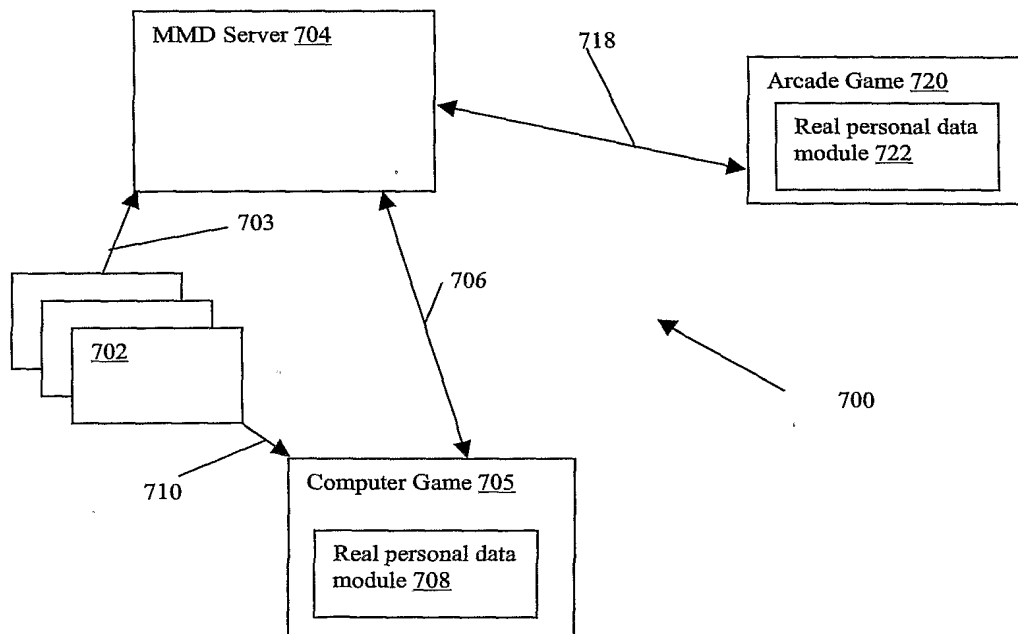 MMD Server 704
718
Arcade Game 720
Real personal data
module 722
703
706
702
700
710
Computer Game 705
Real personal data
module 708